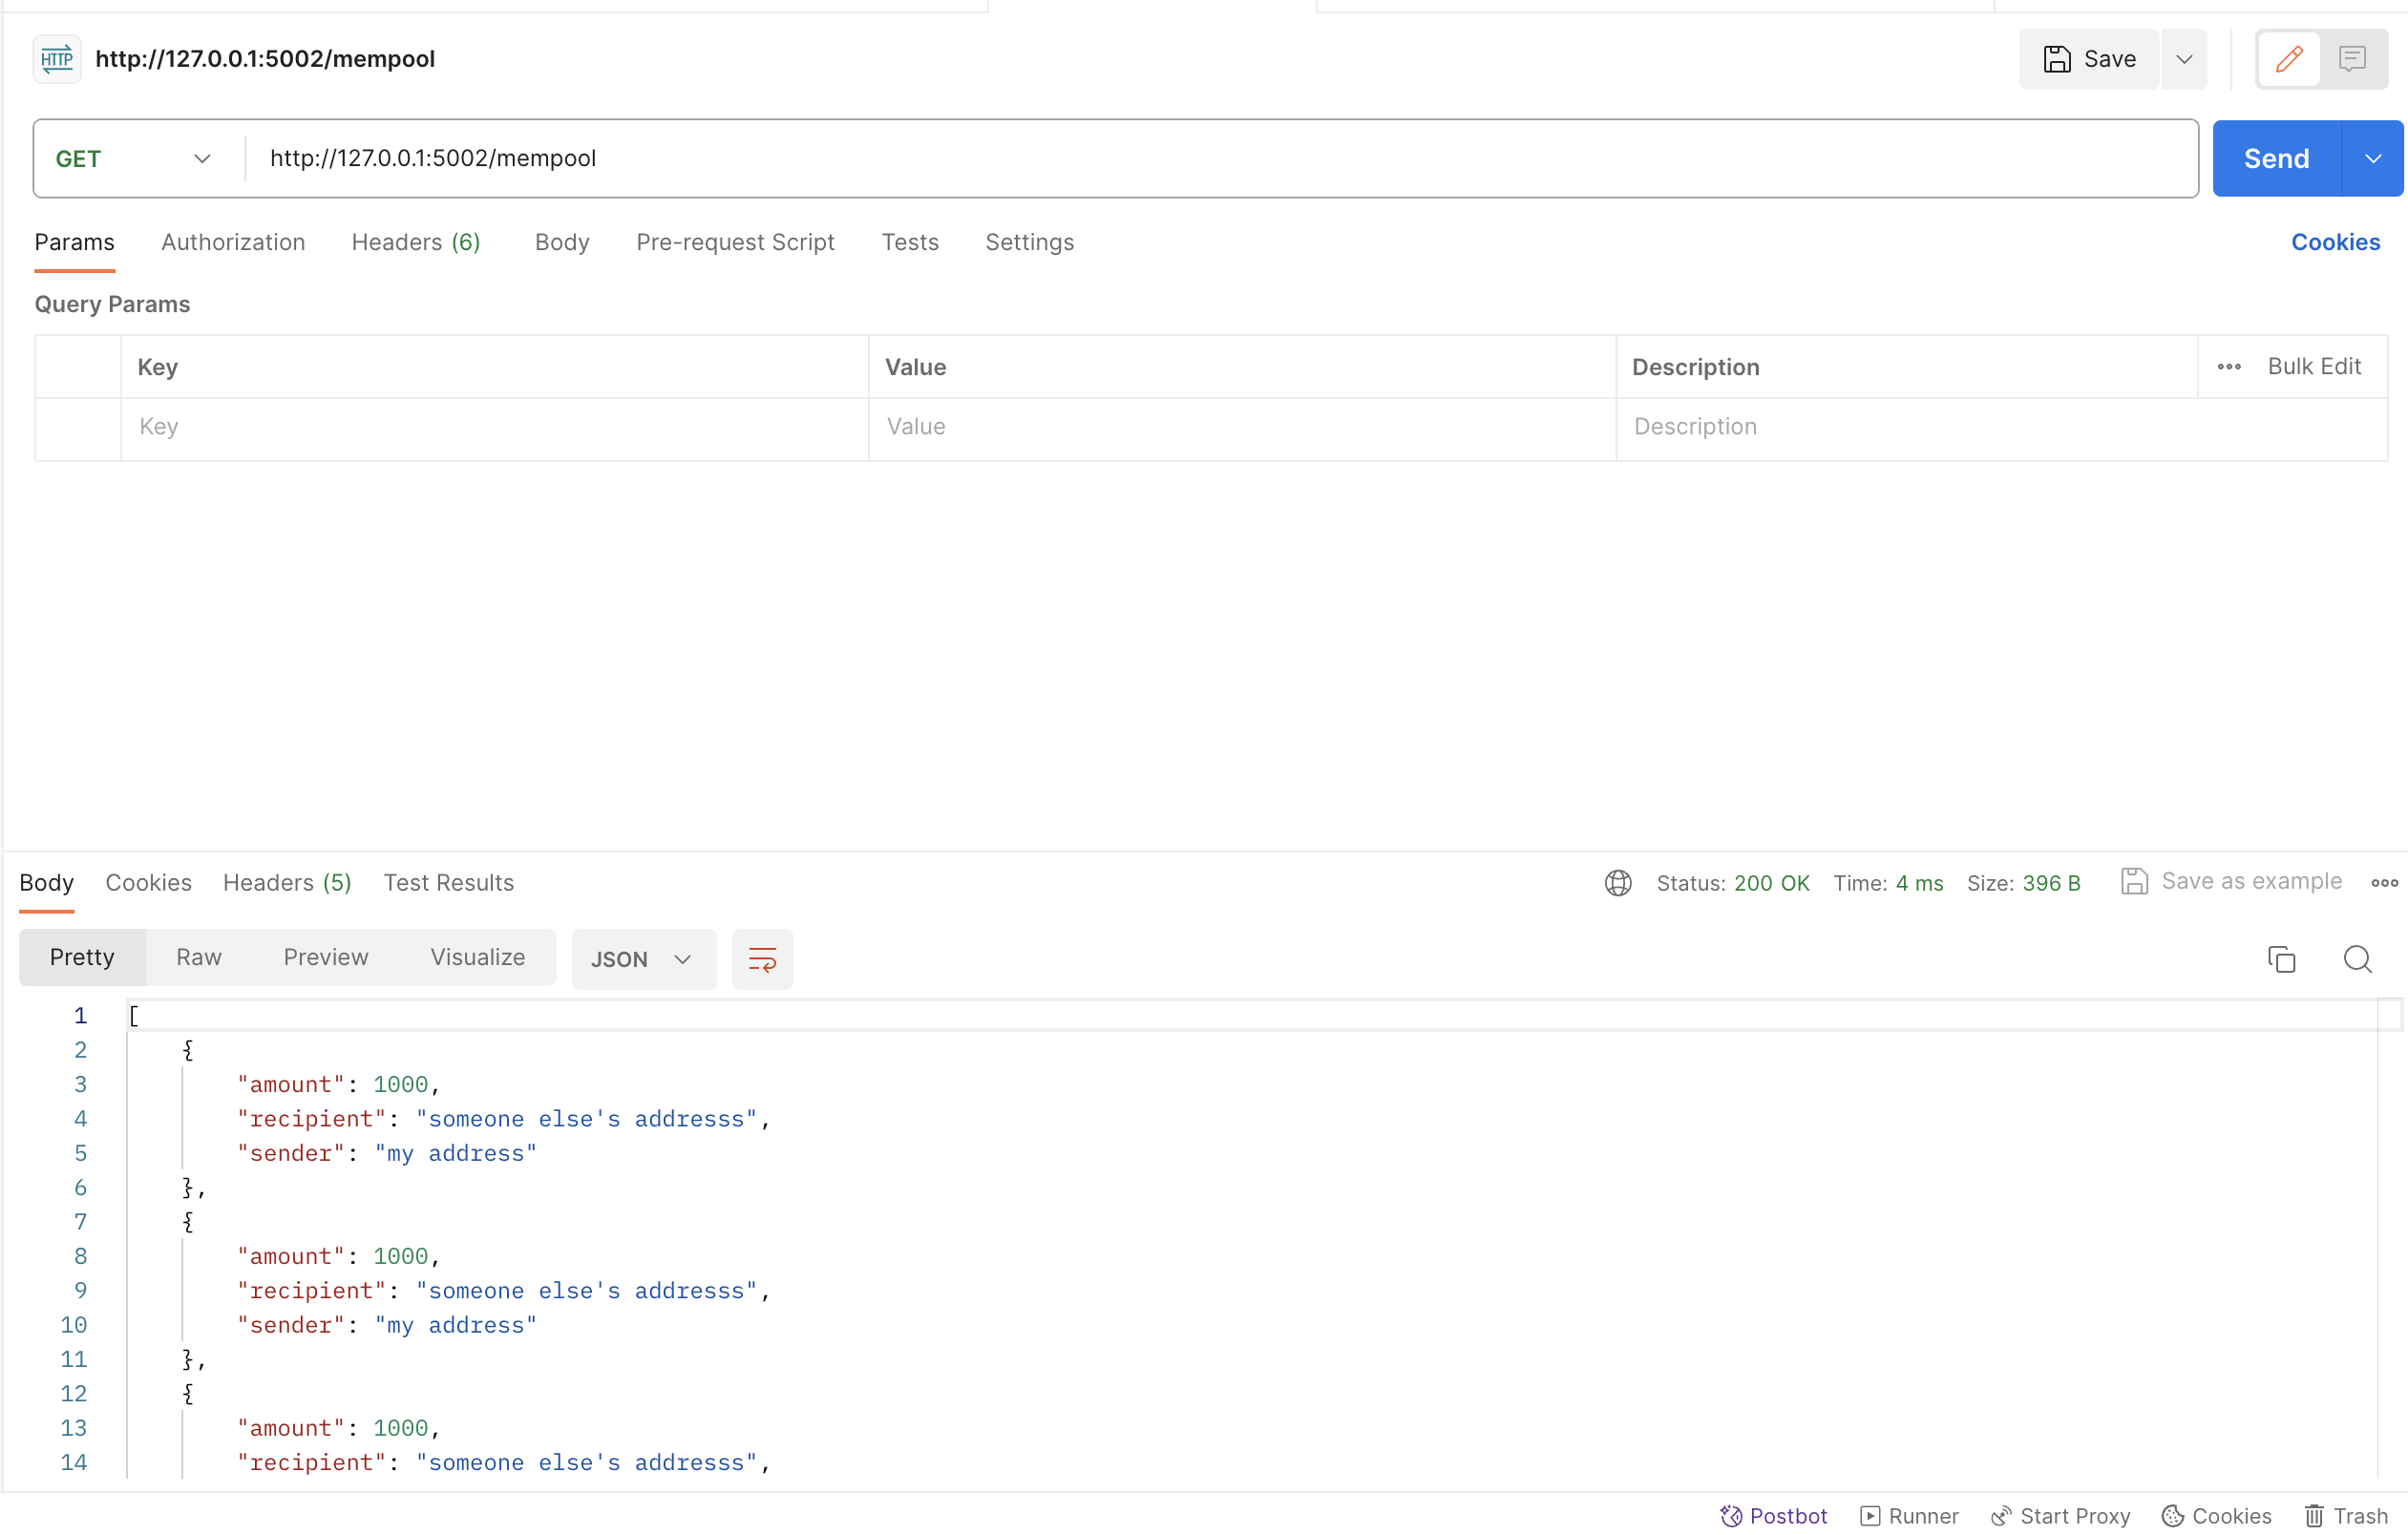 HTTP http://127.0.0.1:5002/mempool Save
GET http://127.0.0.1:5002/mempool Send
Params Authorization Headers (6) Body Pre-request Script Tests Settings Cookies
Query Params
Key Value Description Bulk Edit
Key Value Description
Body Cookies Headers (5) Test Results Status: 200 OK Time: 4 ms Size: 396 B Save as example
Pretty Raw Preview Visualize JSON
1 [
2 {
3 "amount": 1000,
4 "recipient": "someone else's addresss",
5 "sender": "my address"
6 },
7 {
8 "amount": 1000,
9 "recipient": "someone else's addresss",
10 "sender": "my address"
11 },
12 {
13 "amount": 1000,
14 "recipient": "someone else's addresss",
Postbot Runner Start Proxy Cookies Trash